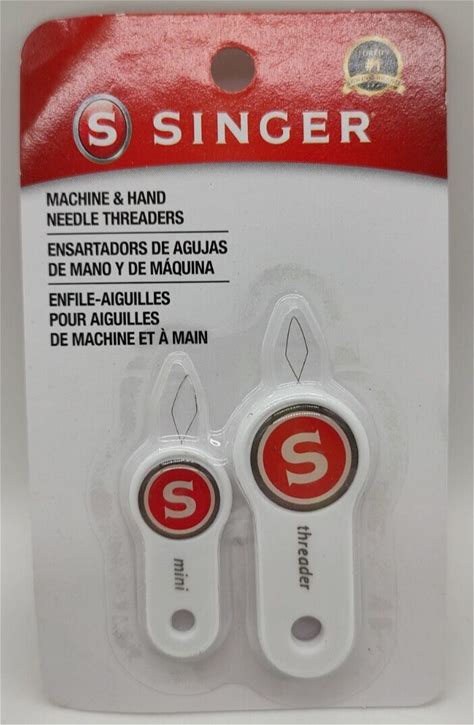 S SINGER
MACHINE & HAND
NEEDLE THREADERS
ENSARTADORS DE AGUJAS
DE MANO Y DE MÁQUINA
ENFILE-AIGUILLES
POUR AIGUILLES
DE MACHINE ET À MAIN
S
mini
S
threader